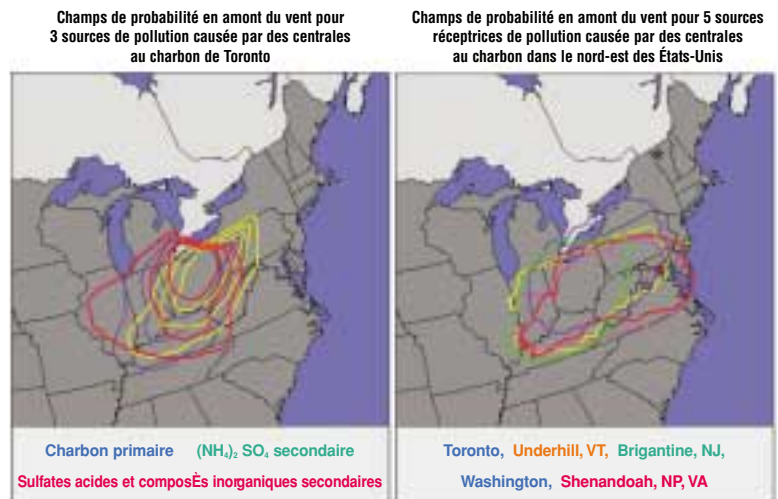 Champs de probabilité en amont du vent pour
3 sources de pollution causée par des centrales
au charbon de Toronto
Champs de probabilité en amont du vent pour 5 sources
réceptrices de pollution causée par des centrales
au charbon dans le nord-est des États-Unis
Charbon primaire (NH₄)₂ SO₄ secondaire
Sulfates acides et composÈs inorganiques secondaires
Toronto, Underhill, VT, Brigantine, NJ,
Washington, Shenandoah, NP, VA